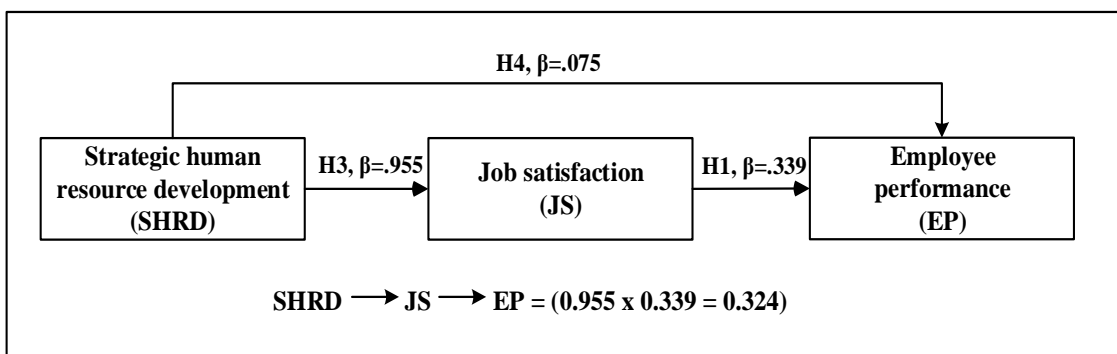 H4, β=.075
Strategic human
resource development
(SHRD)
H3, β=.955
Job satisfaction
(JS)
H1, β=.339
Employee
performance
(EP)
SHRD → JS → EP = (0.955 x 0.339 = 0.324)